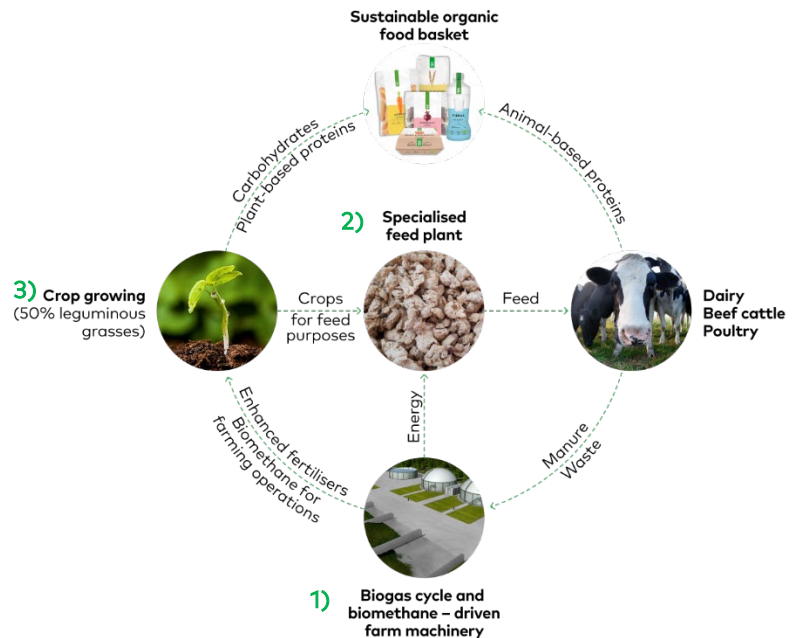 Sustainable organic
food basket
Carbohydrates
Plant-based proteins
Animal-based proteins
2)
Specialised
feed plant
3) Crop growing
(50% leguminous
grasses)
Crops
for feed
purposes
Feed
Dairy
Beef cattle
Poultry
Energy
Enhanced fertilisers
Biomethane for
farming operations
Manure
Waste
1)
Biogas cycle and
biomethane – driven
farm machinery